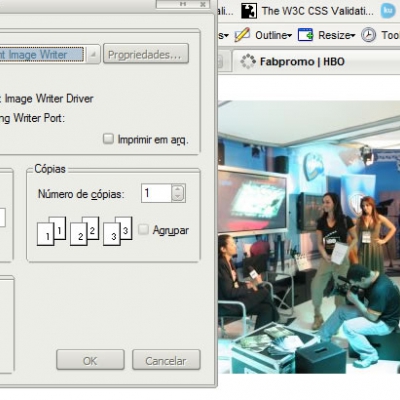 ali...
The W3C CSS Validati...
Outline
Resize
Fabpromo | HBO
t Image Writer
Propriedades...
t Image Writer Driver
ng Writer Port:
Imprimir em arq.
Cópias
Número de cópias: 1
1 1 2 2 3 3
Agrupar
OK
Cancelar